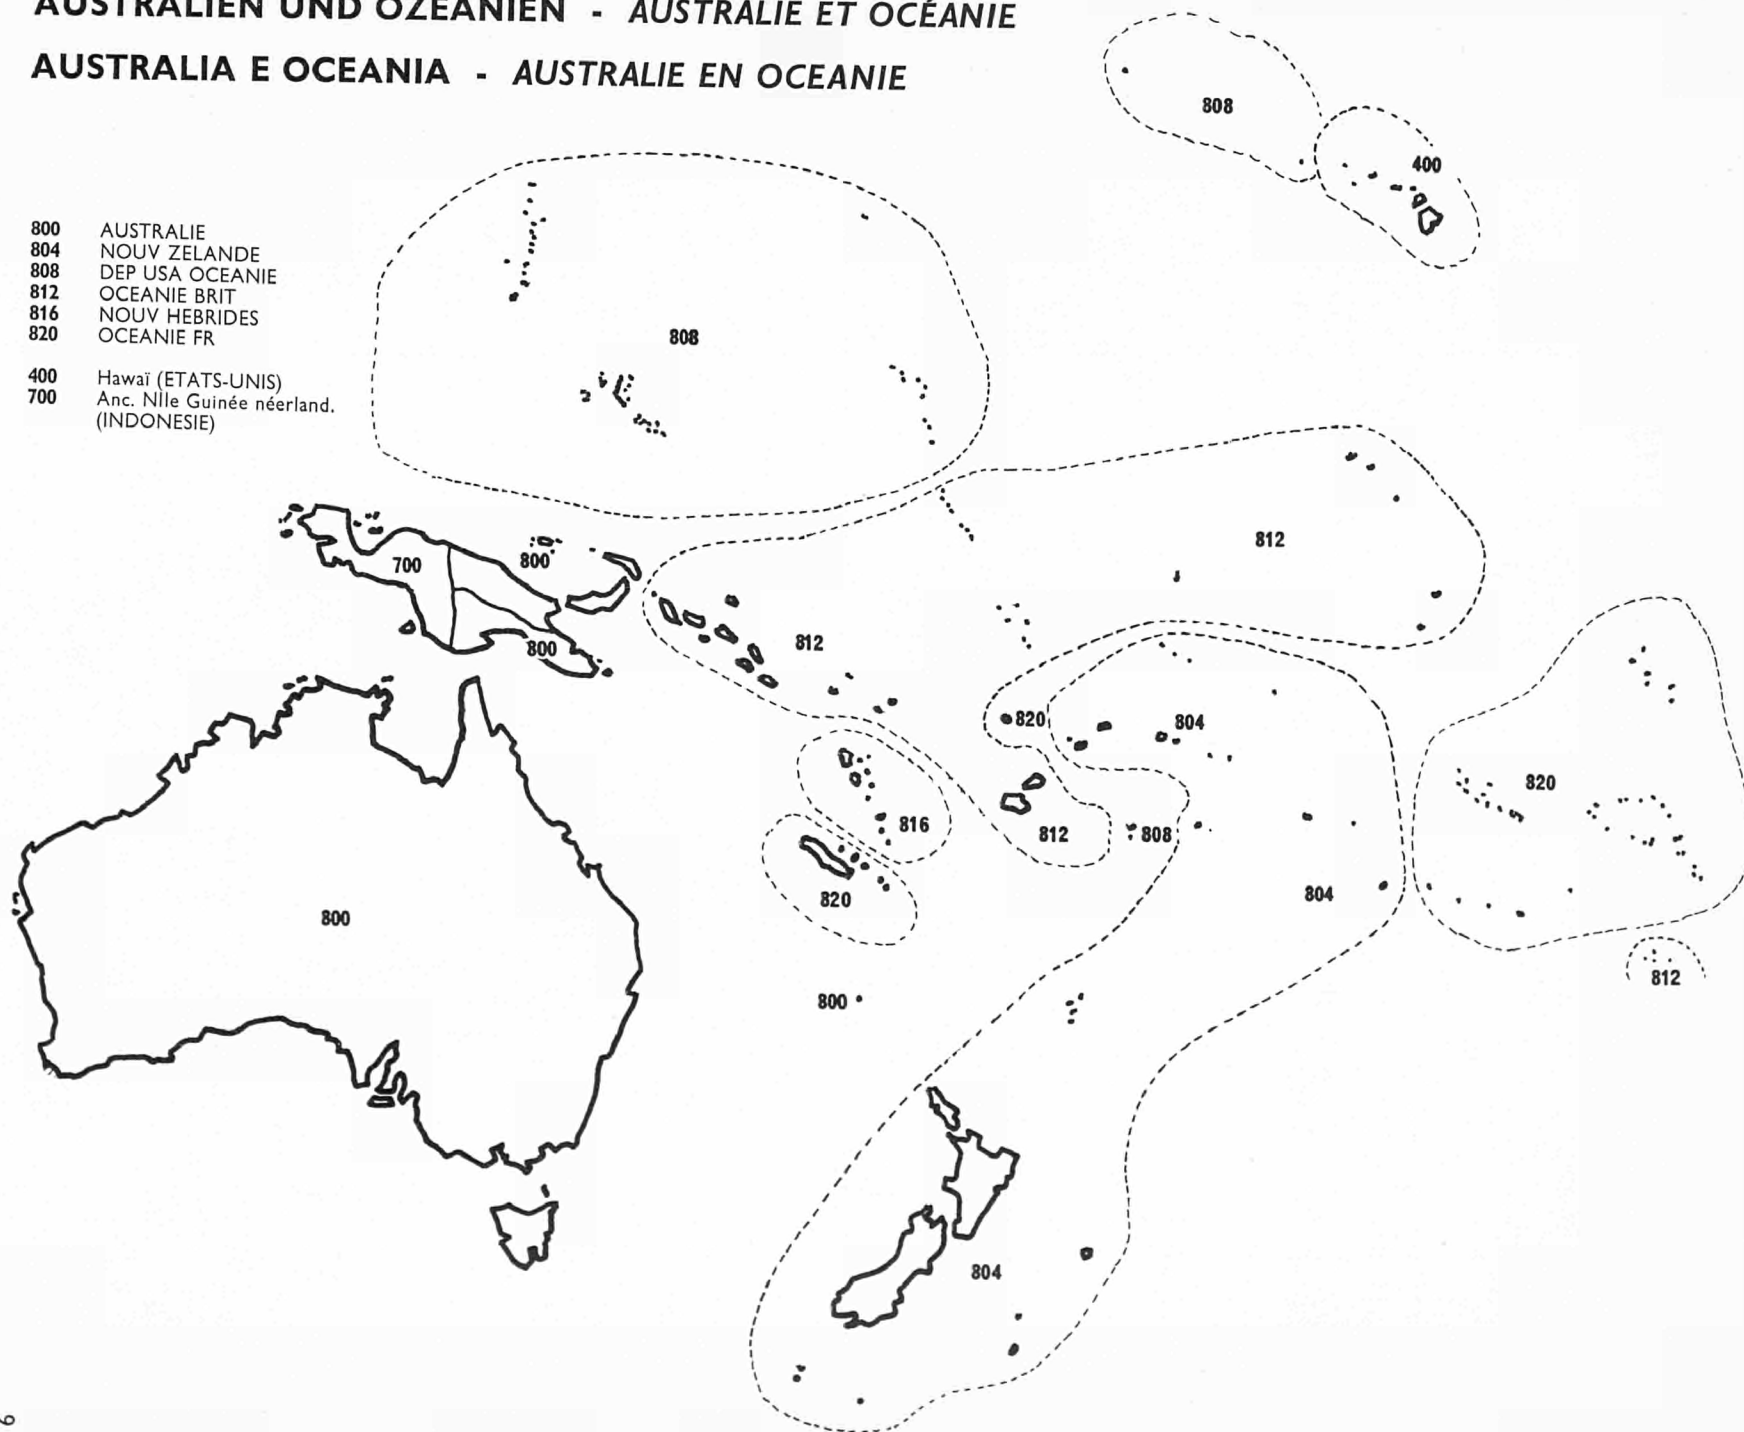 AUSTRALIEN UND OZEANIEN - AUSTRALIE ET OCÉANIE
AUSTRALIA E OCEANIA - AUSTRALIE EN OCEANIE
800 AUSTRALIE
804 NOUV ZELANDE
808 DEP USA OCEANIE
812 OCEANIE BRIT
816 NOUV HEBRIDES
820 OCEANIE FR
400 Hawaï (ETATS-UNIS)
700 Anc. Nlle Guinée néerland.
(INDONESIE)
808
400
808
812
700
800
800
812
820
804
820
816
812
808
820
804
800
812
800
804
9